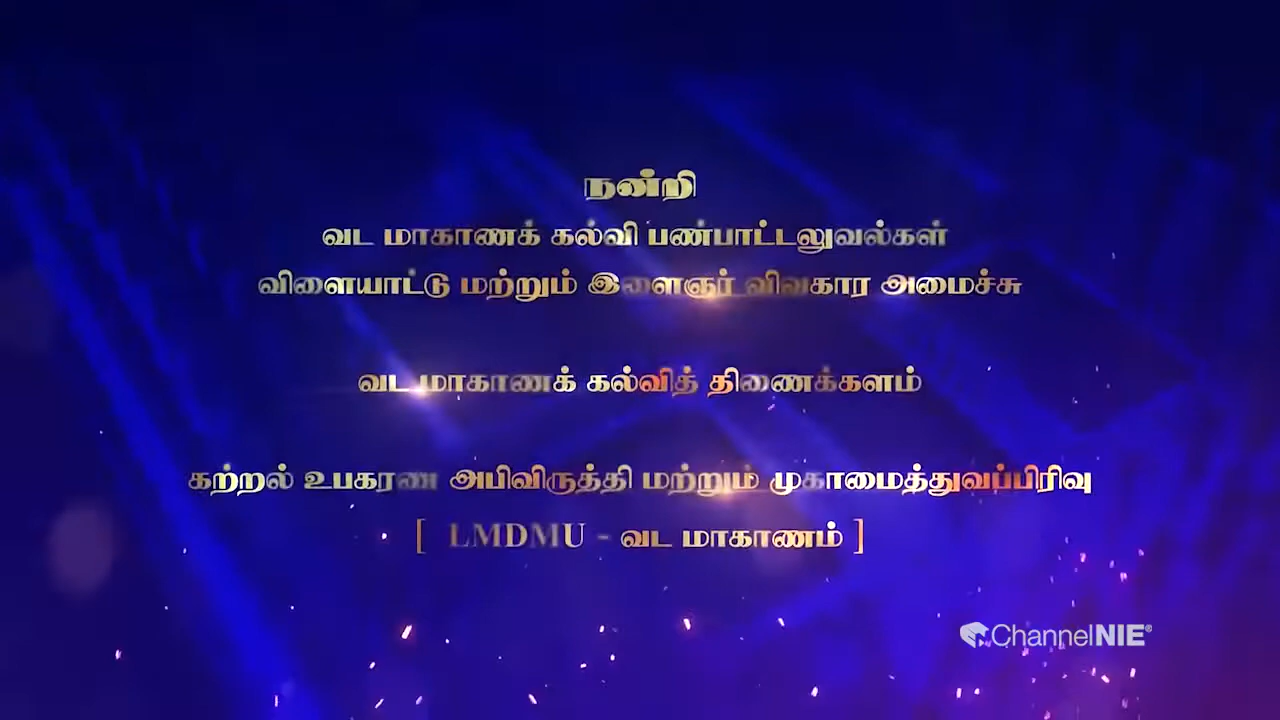 நன்றி
வட மாகாணக் கல்வி பண்பாட்டலுவல்கள்
விளையாட்டு மற்றும் இளைஞர் விவகார அமைச்சு
வட மாகாணக் கல்வித் திணைக்களம்
கற்றல் உபகரண அபிவிருத்தி மற்றும் முகாமைத்துவப்பிரிவு
[ LMDMU - வட மாகாணம் ]
ChannelNIE®